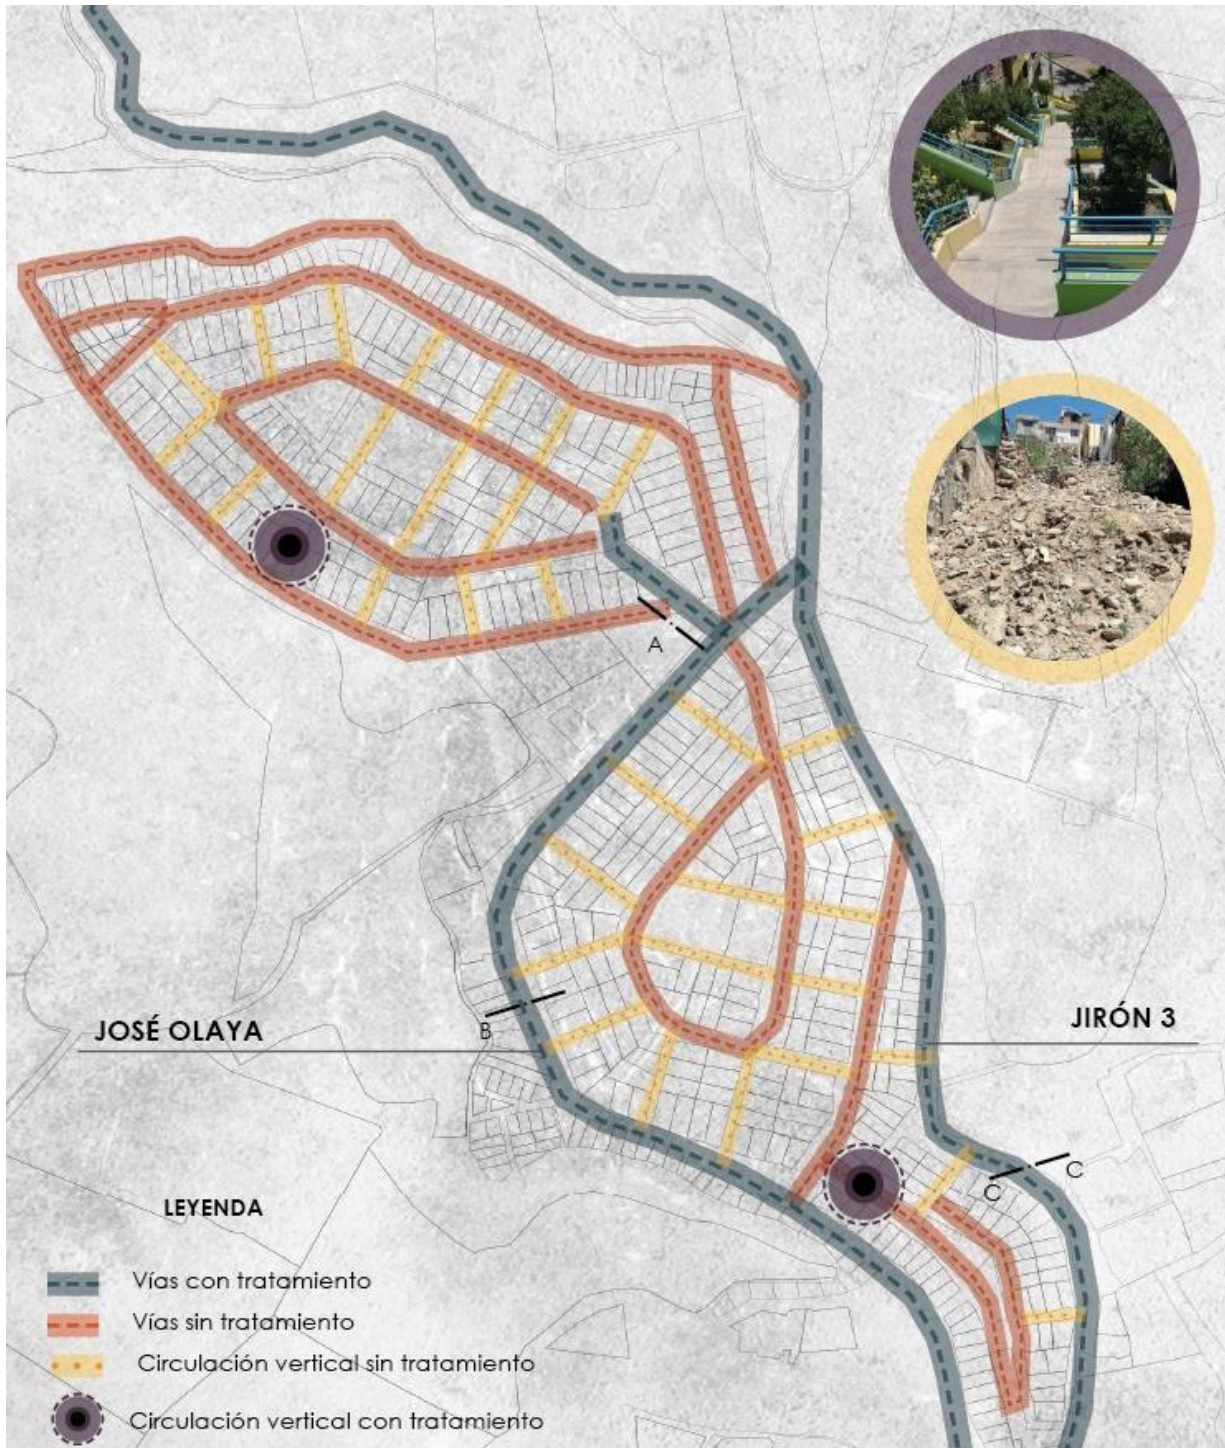 A
B
JOSÉ OLAYA
JIRÓN 3
C
C
LEYENDA
Vías con tratamiento
Vías sin tratamiento
Circulación vertical sin tratamiento
Circulación vertical con tratamiento